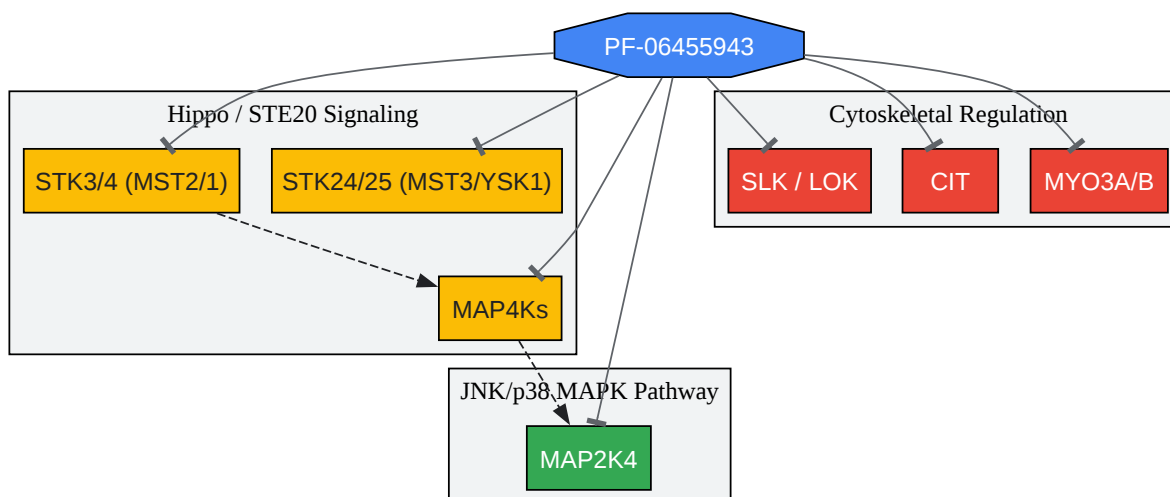 PF-06455943
Hippo / STE20 Signaling
Cytoskeletal Regulation
STK3/4 (MST2/1)
STK24/25 (MST3/YSK1)
SLK / LOK
CIT
MYO3A/B
MAP4Ks
JNK/p38 MAPK Pathway
MAP2K4